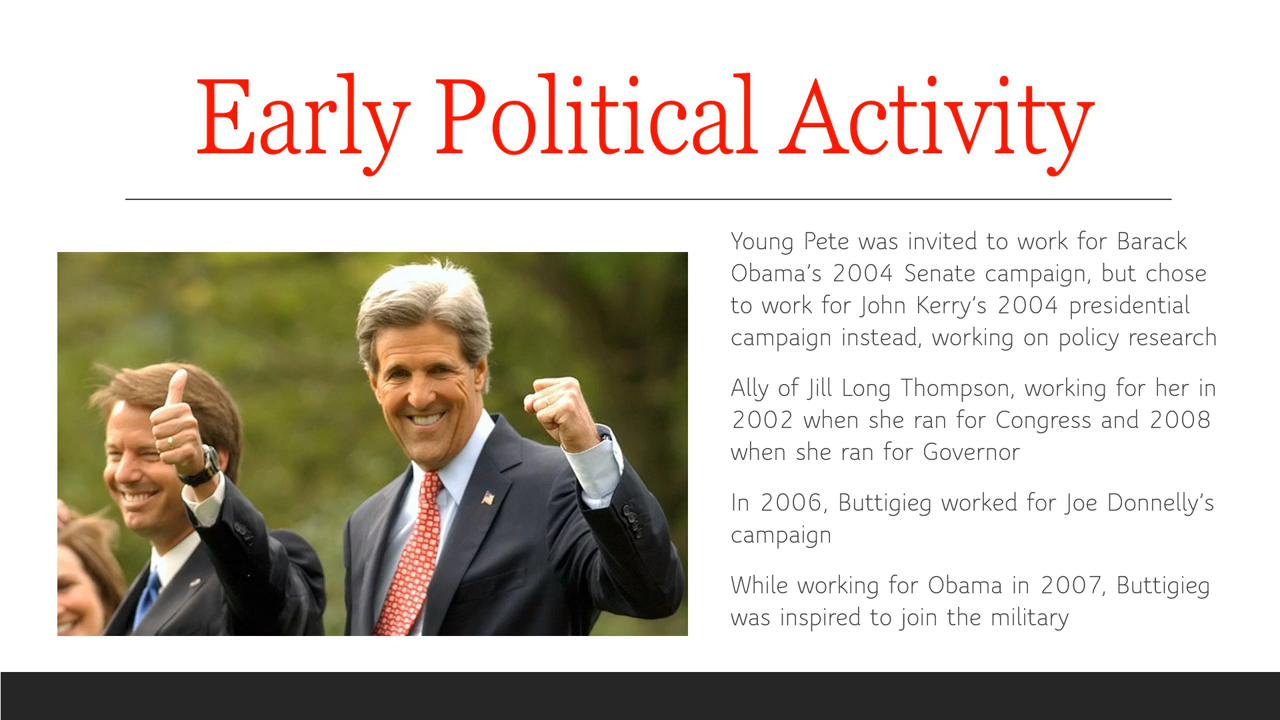 Early Political Activity
Young Pete was invited to work for Barack
Obama’s 2004 Senate campaign, but chose
to work for John Kerry’s 2004 presidential
campaign instead, working on policy research
Ally of Jill Long Thompson, working for her in
2002 when she ran for Congress and 2008
when she ran for Governor
In 2006, Buttigieg worked for Joe Donnelly’s
campaign
While working for Obama in 2007, Buttigieg
was inspired to join the military